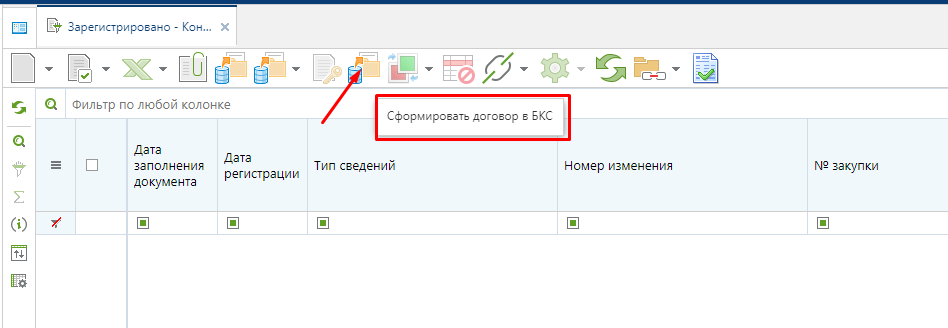 Зарегистрировано - Кон...
Фильтр по любой колонке
Сформировать договор в БКС
Дата
заполнения
документа
Дата
регистрации
Тип сведений
Номер изменения
№ закупки